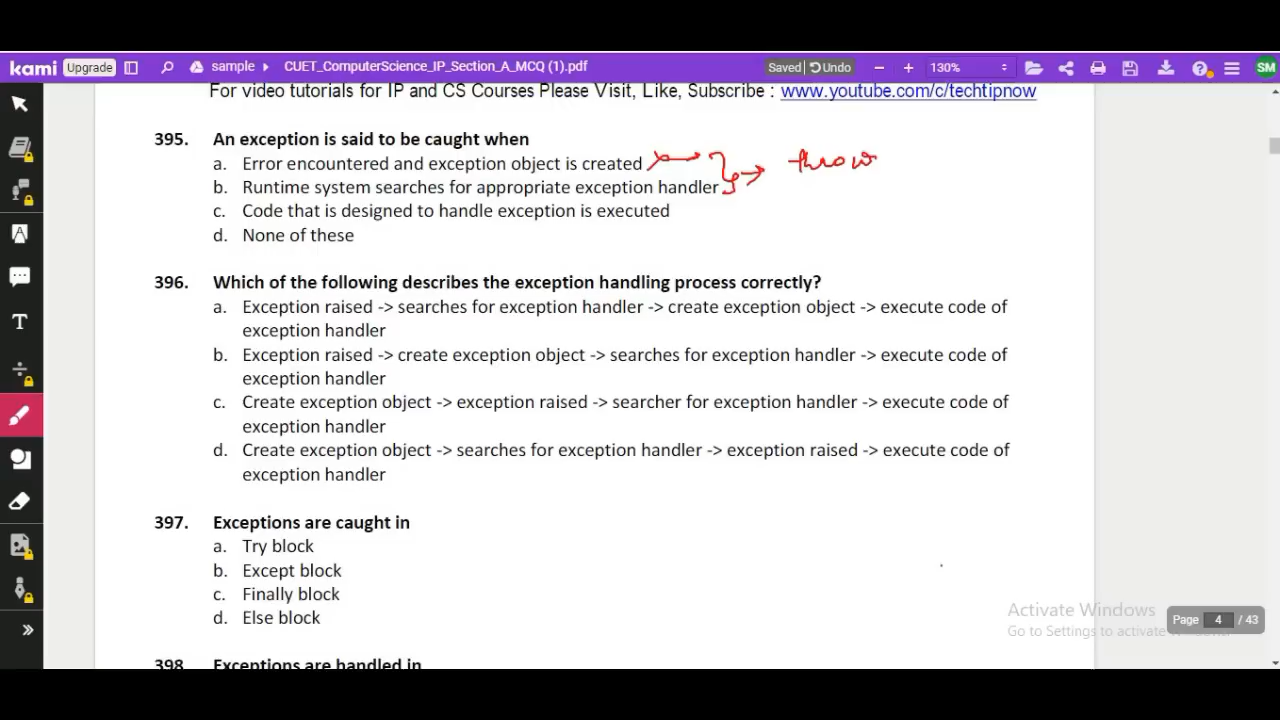 kami Upgrade sample CUET_ComputerScience_IP_Section_A_MCQ (1).pdf Saved Undo 130% SM
For video tutorials for IP and CS Courses Please Visit, Like, Subscribe : www.youtube.com/c/techtipnow
395. An exception is said to be caught when
a. Error encountered and exception object is created
throw
b. Runtime system searches for appropriate exception handler
c. Code that is designed to handle exception is executed
d. None of these
396. Which of the following describes the exception handling process correctly?
a. Exception raised -> searches for exception handler -> create exception object -> execute code of
exception handler
b. Exception raised -> create exception object -> searches for exception handler -> execute code of
exception handler
c. Create exception object -> exception raised -> searcher for exception handler -> execute code of
exception handler
d. Create exception object -> searches for exception handler -> exception raised -> execute code of
exception handler
397. Exceptions are caught in
a. Try block
b. Except block
c. Finally block
d. Else block
Activate Windows
Page 4 / 43
Go to Settings to activate
398. Exceptions are handled in